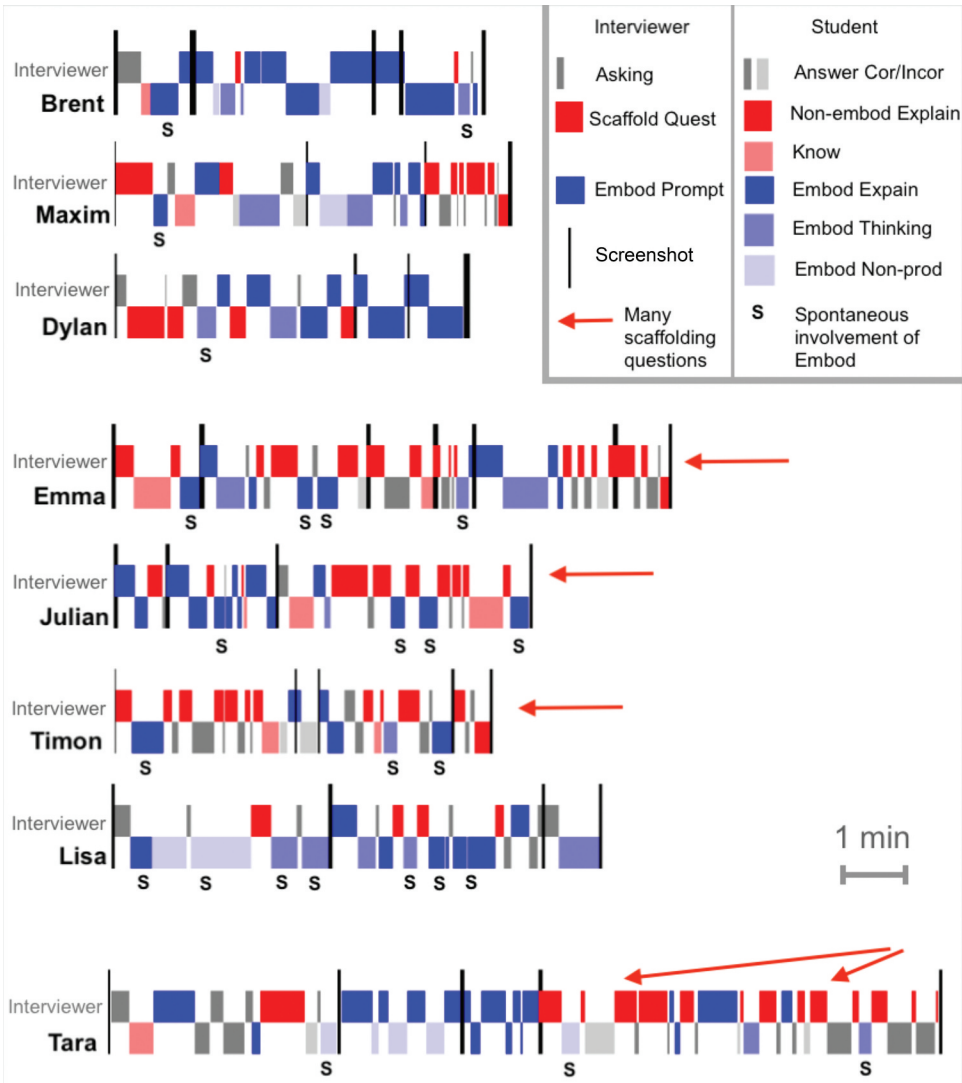 Interviewer
Brent
S
S
Interviewer
Maxim
S
Interviewer
Dylan
S
Interviewer
Student
Asking
Answer Cor/Incor
Scaffold Quest
Non-embod Explain
Know
Embod Prompt
Embod Expain
Embod Thinking
Screenshot
Embod Non-prod
Many
scaffolding
questions
S
Spontaneous
involvement of
Embod
Interviewer
Emma
S
S
S
S
Interviewer
Julian
S
S
S
S
Interviewer
Timon
S
S
S
Interviewer
Lisa
S
S
S
S
S
S
S
1 min
Interviewer
Tara
S
S
S